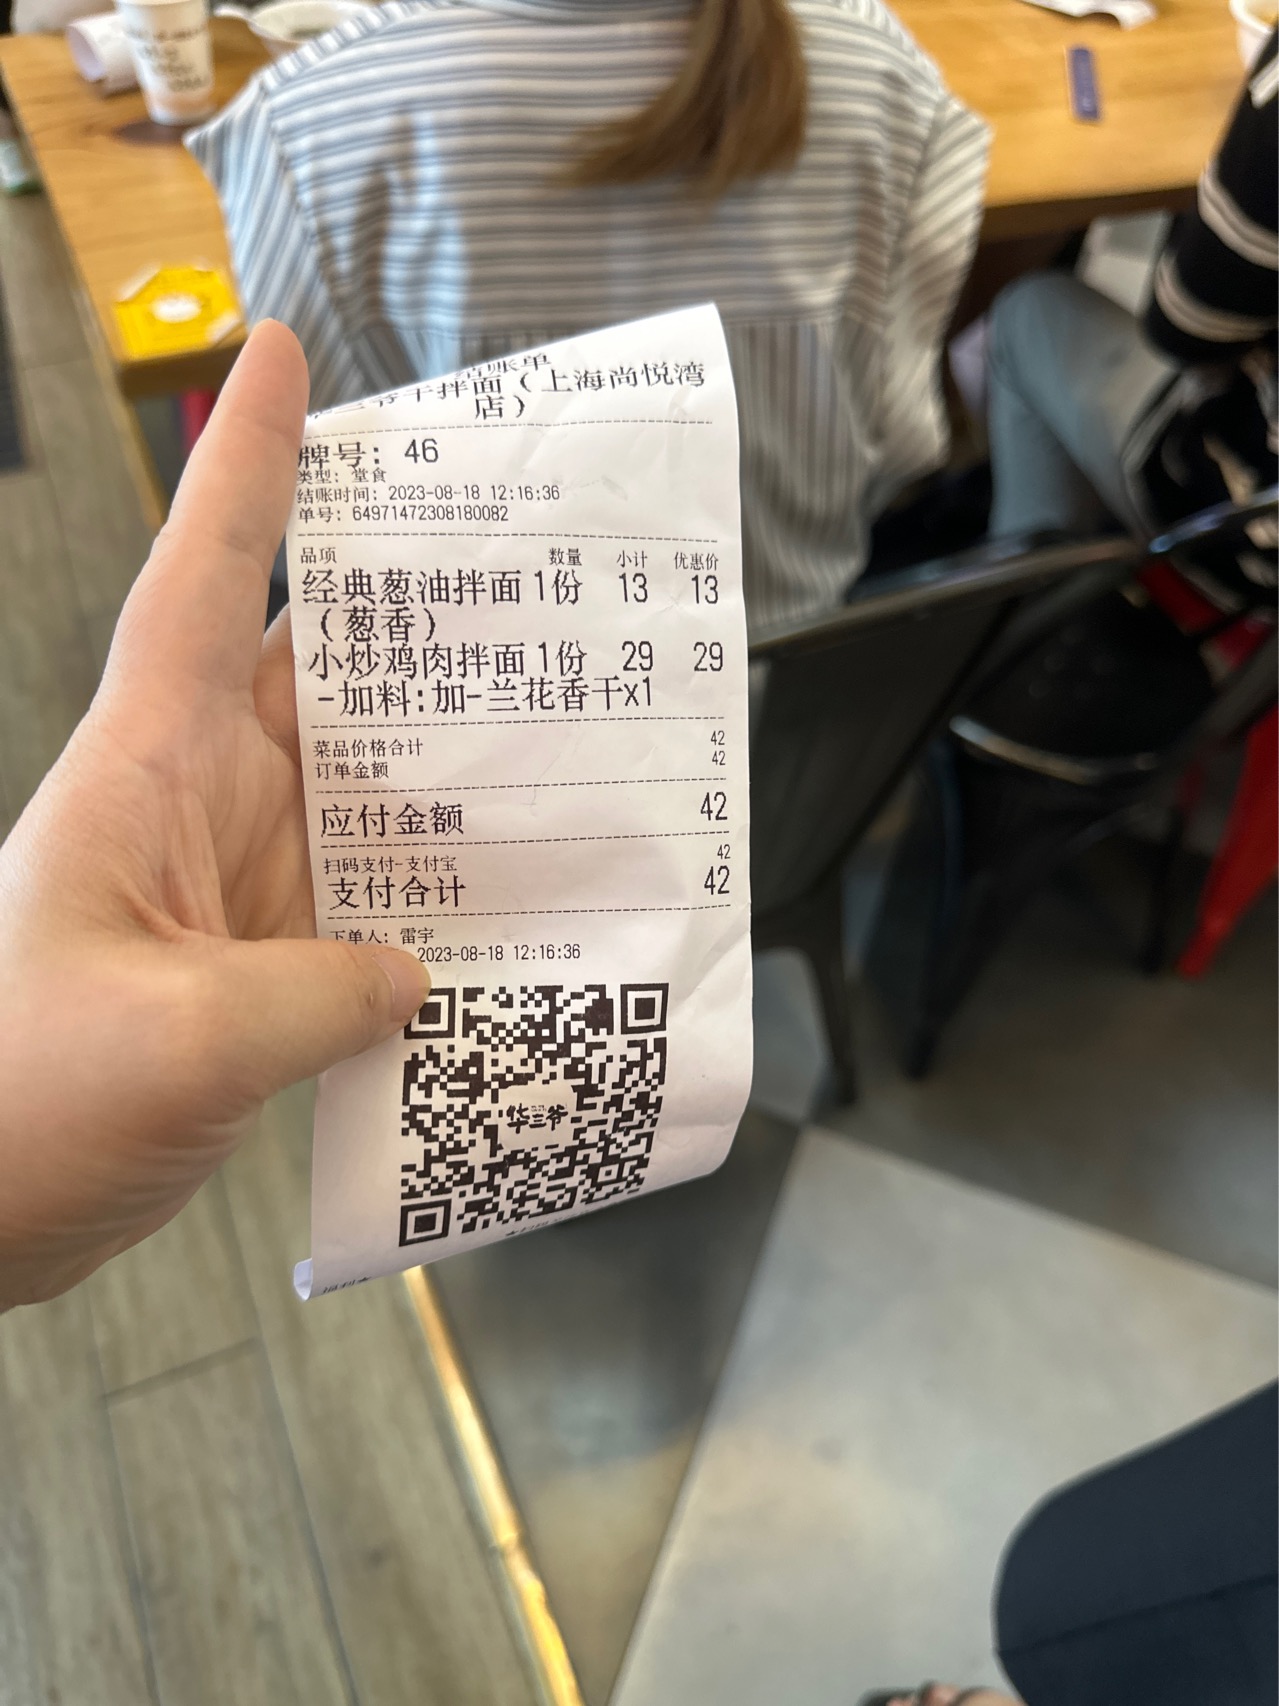 结账单
三爷干拌面（上海尚悦湾
店）
牌号: 46
类型: 堂食
结账时间: 2023-08-18 12:16:36
单号: 64971472308180082
品项 数量 小计 优惠价
经典葱油拌面 1份 13 13
（葱香）
小炒鸡肉拌面 1份 29 29
-加料:加-兰花香干x1
菜品价格合计 42
订单金额 42
应付金额 42
扫码支付-支付宝 42
支付合计 42
下单人: 雷宇
2023-08-18 12:16:36
华三爷